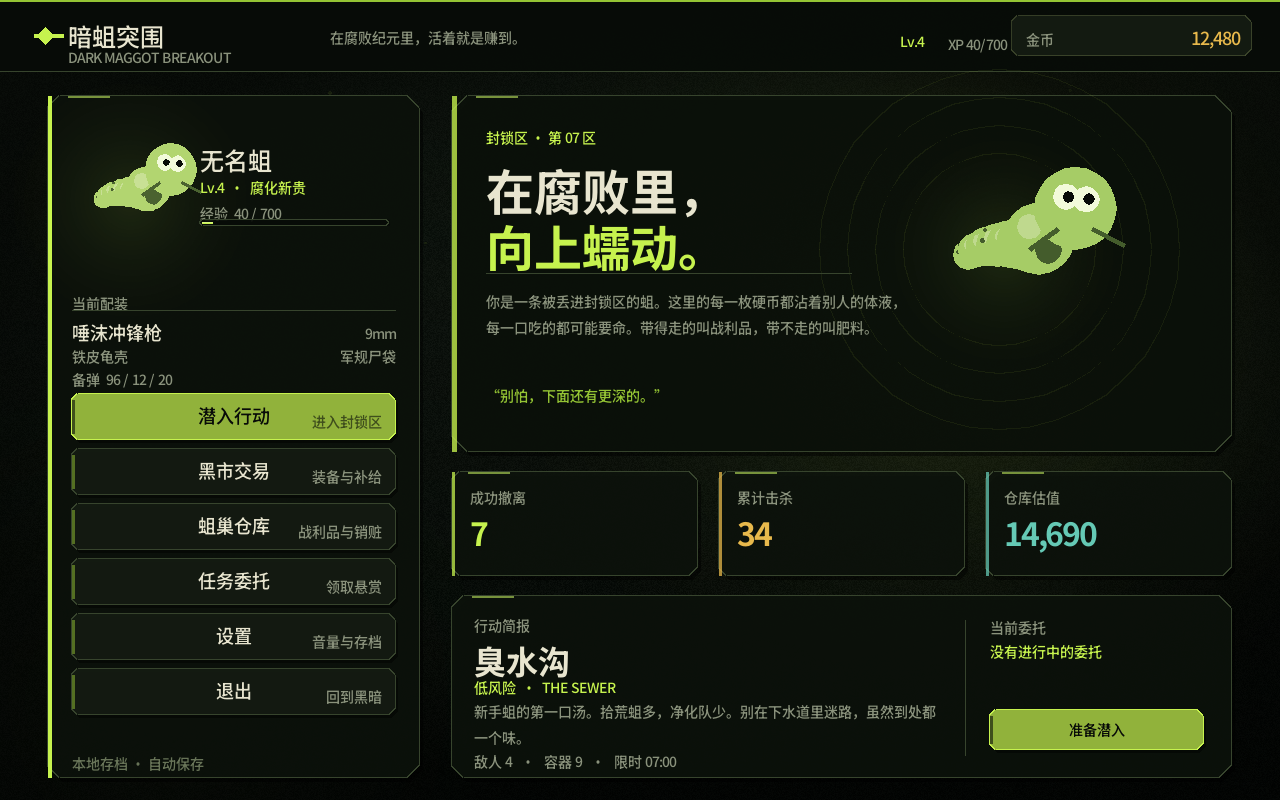 暗蛆突围
DARK MAGGOT BREAKOUT
在腐败纪元里，活着就是赚到。
Lv.4
XP 40/700
金币
12,480
无名蛆
Lv.4 · 腐化新贵
经验 40 / 700
当前配装
唾沫冲锋枪
9mm
铁皮龟壳
军规尸袋
备弹 96 / 12 / 20
潜入行动
进入封锁区
黑市交易
装备与补给
蛆巢仓库
战利品与销赃
任务委托
领取悬赏
设置
音量与存档
退出
回到黑暗
本地存档 · 自动保存
封锁区 · 第 07 区
在腐败里，
向上蠕动。
你是一条被丢进封锁区的蛆。这里的每一枚硬币都沾着别人的体液，
每一口吃的都可能要命。带得走的叫战利品，带不走的叫肥料。
“别怕，下面还有更深的。”
成功撤离
7
累计击杀
34
仓库估值
14,690
行动简报
臭水沟
低风险 · THE SEWER
新手蛆的第一口汤。拾荒蛆多，净化队少。别在下水道里迷路，虽然到处都
一个味。
敌人 4 · 容器 9 · 限时 07:00
当前委托
没有进行中的委托
准备潜入